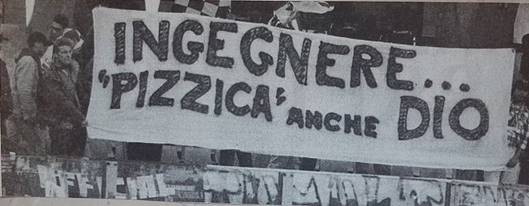 INGEGNERE...
'PIZZICA' ANCHE DIO